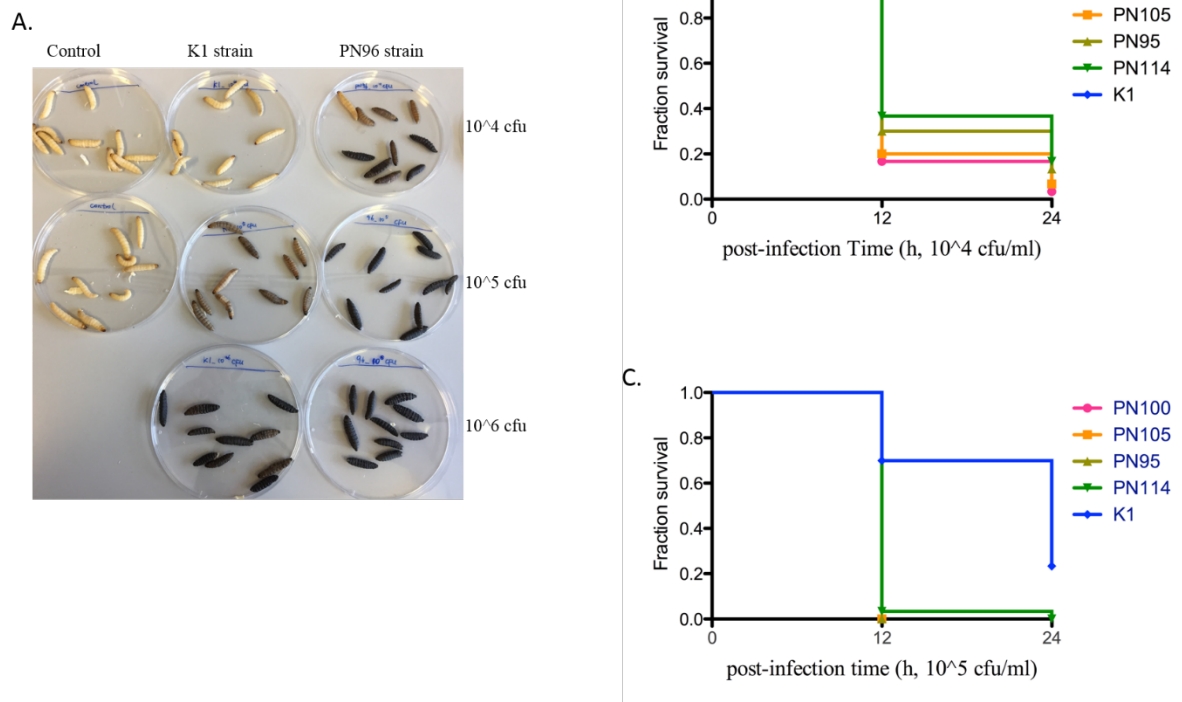 A.
Control K1 strain PN96 strain
control
10^4 cfu
control
10^5 cfu
10^6 cfu
0.8
0.6
0.4
0.2
0.0
0 12 24
Fraction survival
post-infection Time (h, 10^4 cfu/ml)
PN105
PN95
PN114
K1
C.
1.0
0.8
0.6
0.4
0.2
0.0
0 12 24
Fraction survival
post-infection time (h, 10^5 cfu/ml)
PN100
PN105
PN95
PN114
K1